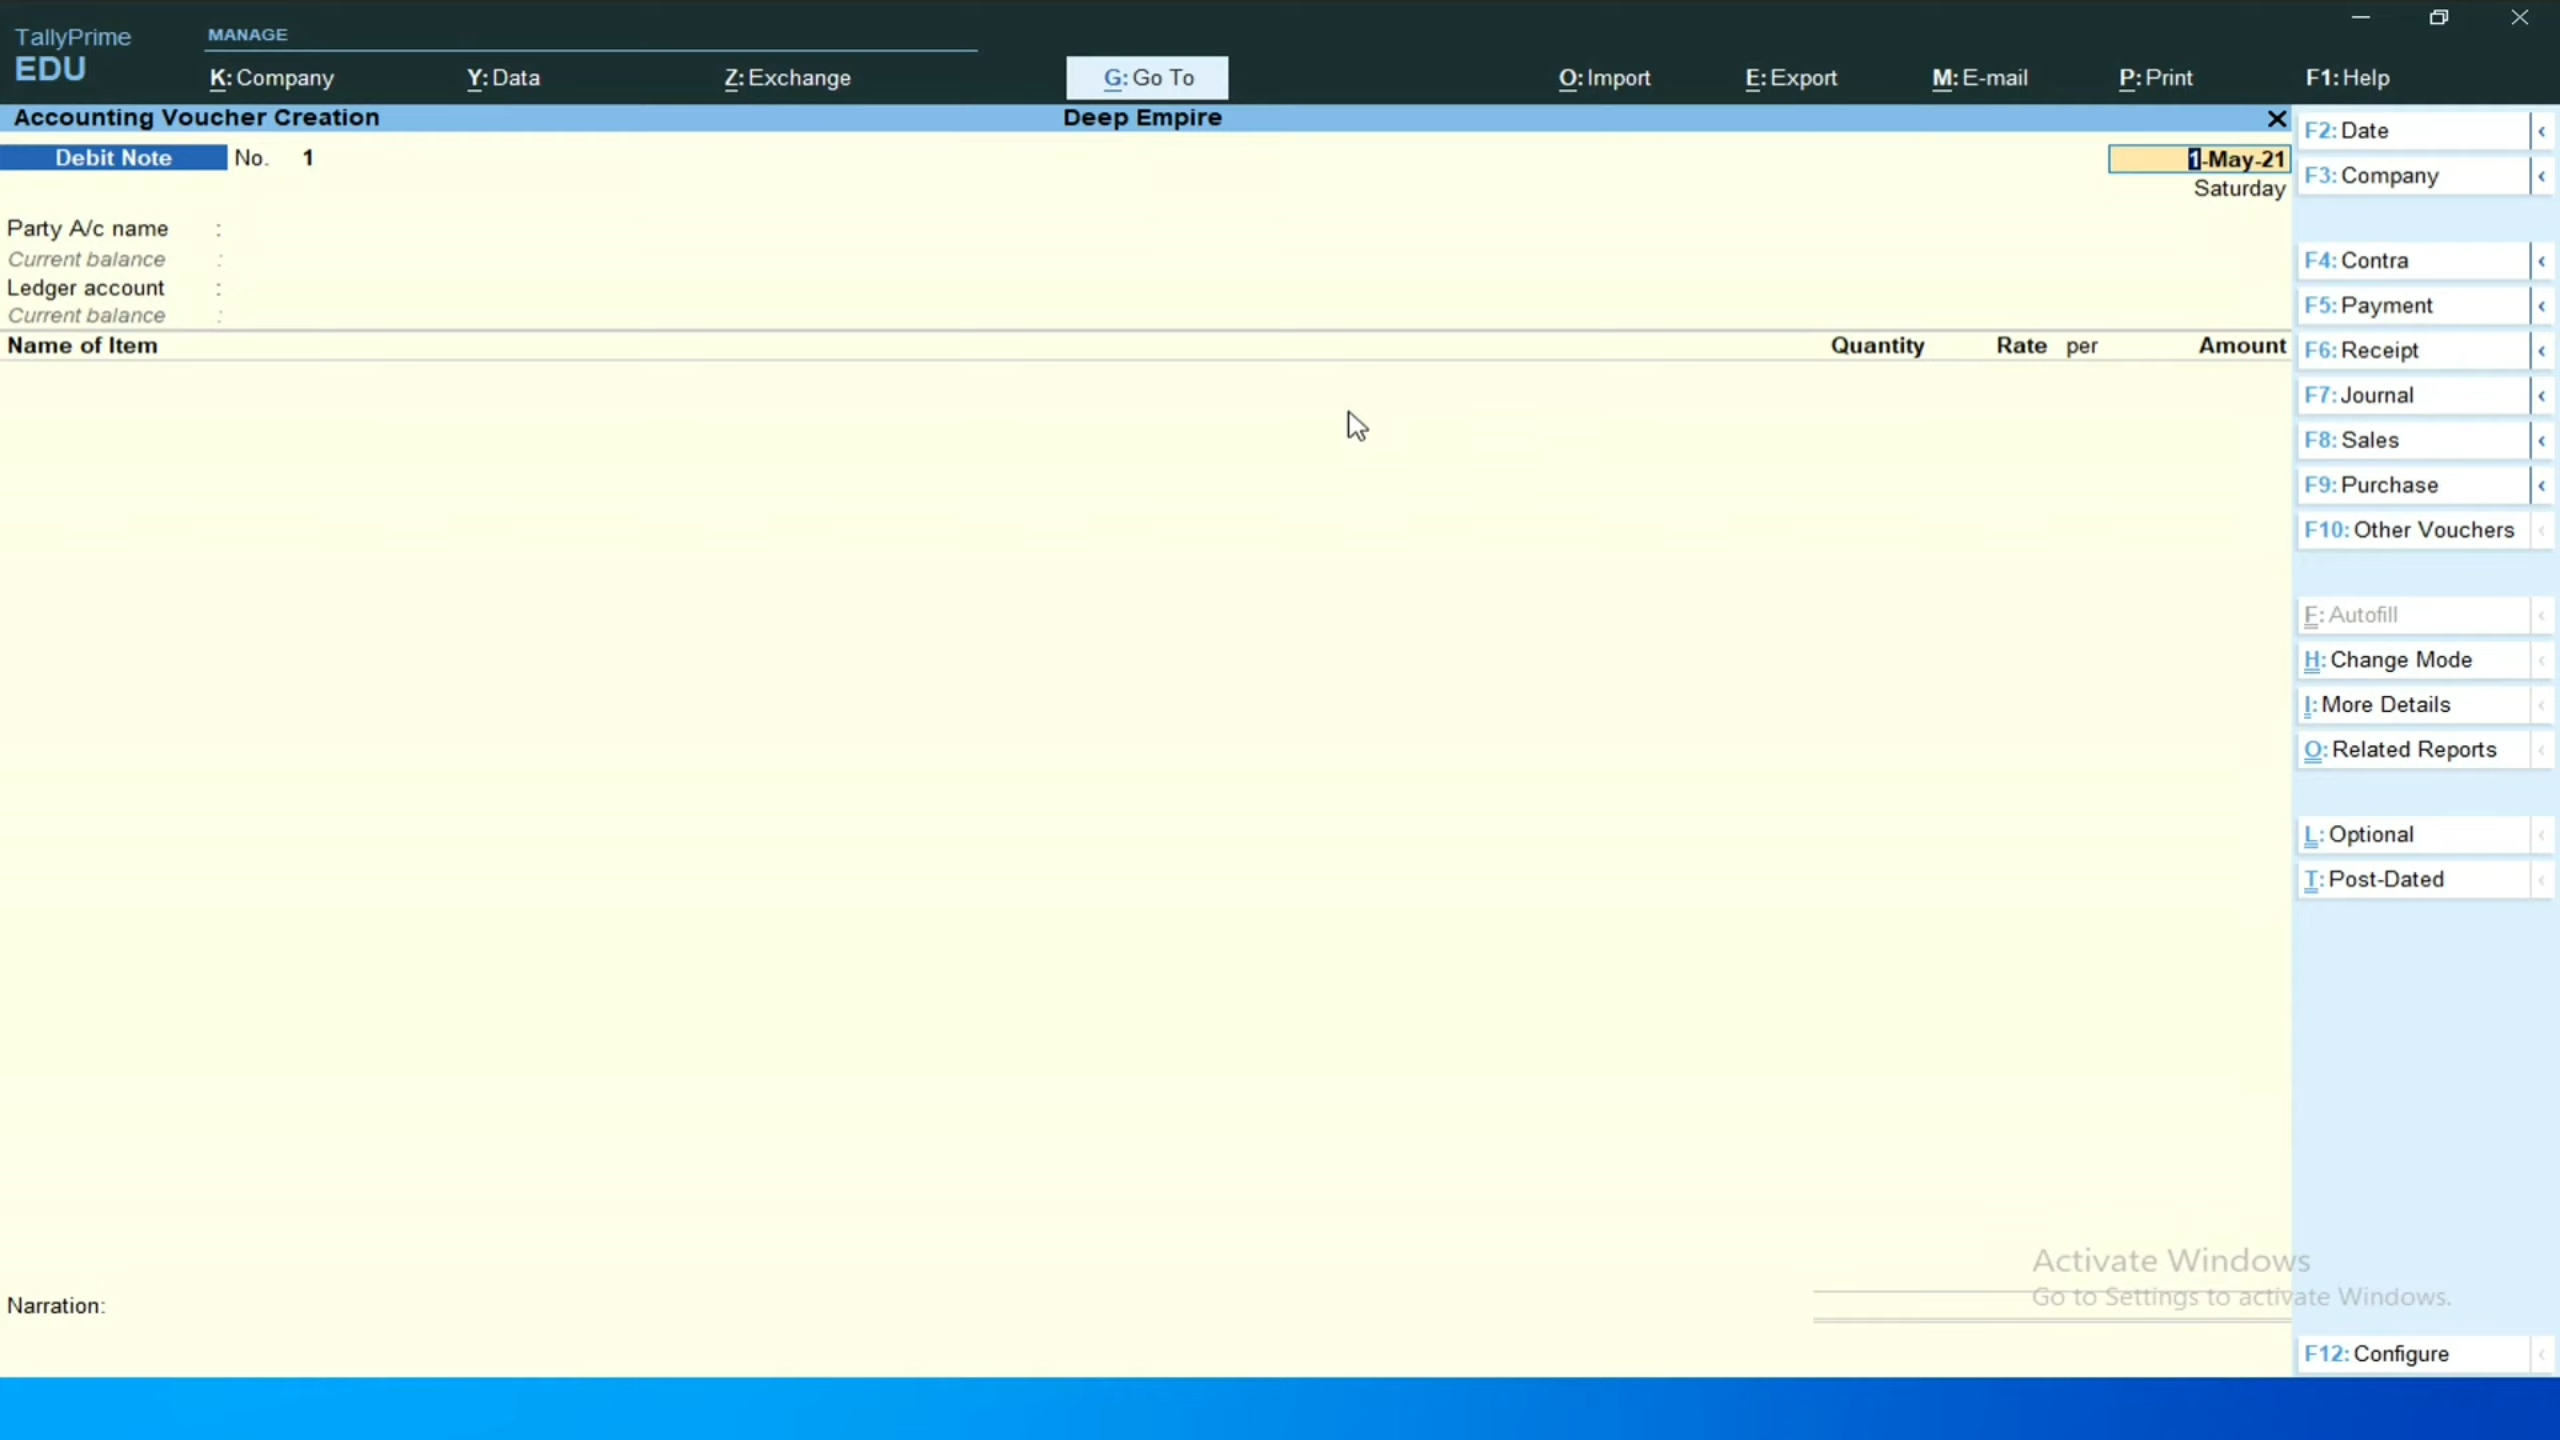 TallyPrime
EDU
MANAGE
K: Company
Y: Data
Z: Exchange
G: Go To
O: Import
E: Export
M: E-mail
P: Print
F1: Help
Accounting Voucher Creation
Deep Empire
Debit Note No. 1
1-May-21
Saturday
Party A/c name :
Current balance :
Ledger account :
Current balance :
Name of Item Quantity Rate per Amount
Narration:
F2: Date
F3: Company
F4: Contra
F5: Payment
F6: Receipt
F7: Journal
F8: Sales
F9: Purchase
F10: Other Vouchers
F: Autofill
H: Change Mode
I: More Details
O: Related Reports
L: Optional
T: Post-Dated
Activate Windows
Go to Settings to activate Windows.
F12: Configure